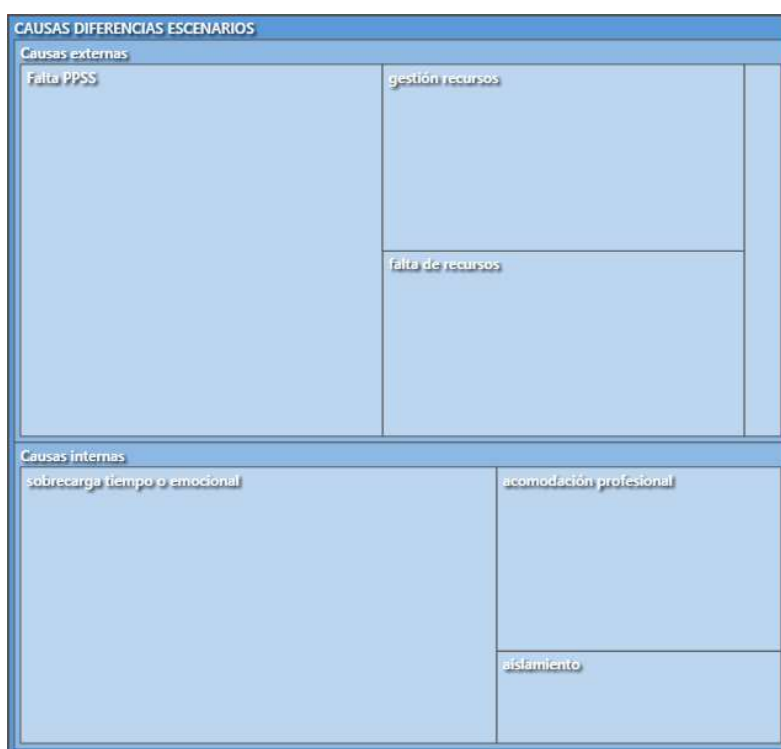 CAUSAS DIFERENCIAS ESCENARIOS
Causas externas
Falta PPSS
gestión recursos
falta de recursos
Causas internas
sobrecarga tiempo o emocional
acomodación profesional
aislamiento